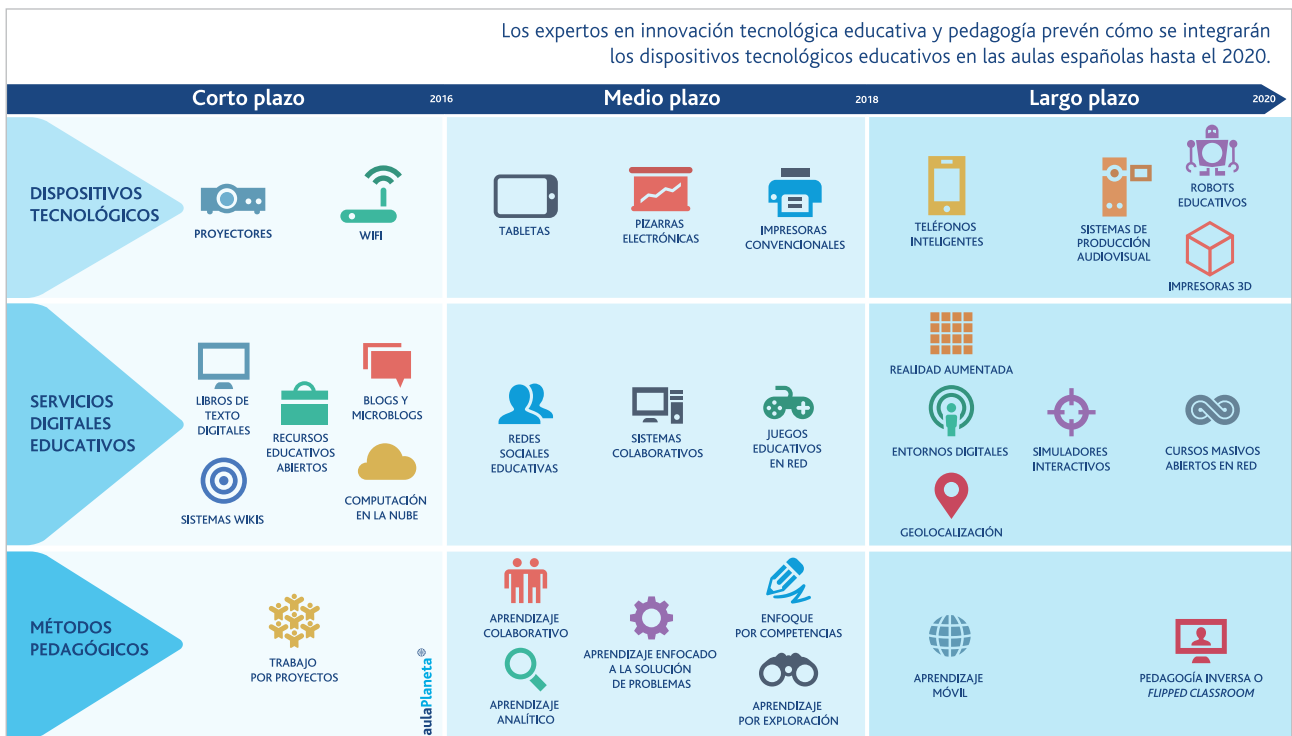 Los expertos en innovación tecnológica educativa y pedagogía prevén cómo se integrarán
los dispositivos tecnológicos educativos en las aulas españolas hasta el 2020.
Corto plazo
2016
Medio plazo
2018
Largo plazo
2020
DISPOSITIVOS
TECNOLÓGICOS
PROYECTORES
WIFI
TABLETAS
PIZARRAS
ELECTRÓNICAS
IMPRESORAS
CONVENCIONALES
TELÉFONOS
INTELIGENTES
SISTEMAS DE
PRODUCCIÓN
AUDIOVISUAL
ROBOTS
EDUCATIVOS
IMPRESORAS 3D
SERVICIOS
DIGITALES
EDUCATIVOS
LIBROS DE
TEXTO
DIGITALES
RECURSOS
EDUCATIVOS
ABIERTOS
BLOGS Y
MICROBLOGS
SISTEMAS WIKIS
COMPUTACIÓN
EN LA NUBE
REDES
SOCIALES
EDUCATIVAS
SISTEMAS
COLABORATIVOS
JUEGOS
EDUCATIVOS
EN RED
REALIDAD AUMENTADA
ENTORNOS DIGITALES
SIMULADORES
INTERACTIVOS
CURSOS MASIVOS
ABIERTOS EN RED
GEOLOCALIZACIÓN
MÉTODOS
PEDAGÓGICOS
TRABAJO
POR PROYECTOS
aulaPlaneta®
APRENDIZAJE
COLABORATIVO
APRENDIZAJE
ANALÍTICO
APRENDIZAJE ENFOCADO
A LA SOLUCIÓN
DE PROBLEMAS
ENFOQUE
POR COMPETENCIAS
APRENDIZAJE
POR EXPLORACIÓN
APRENDIZAJE
MÓVIL
PEDAGOGÍA INVERSA O
FLIPPED CLASSROOM